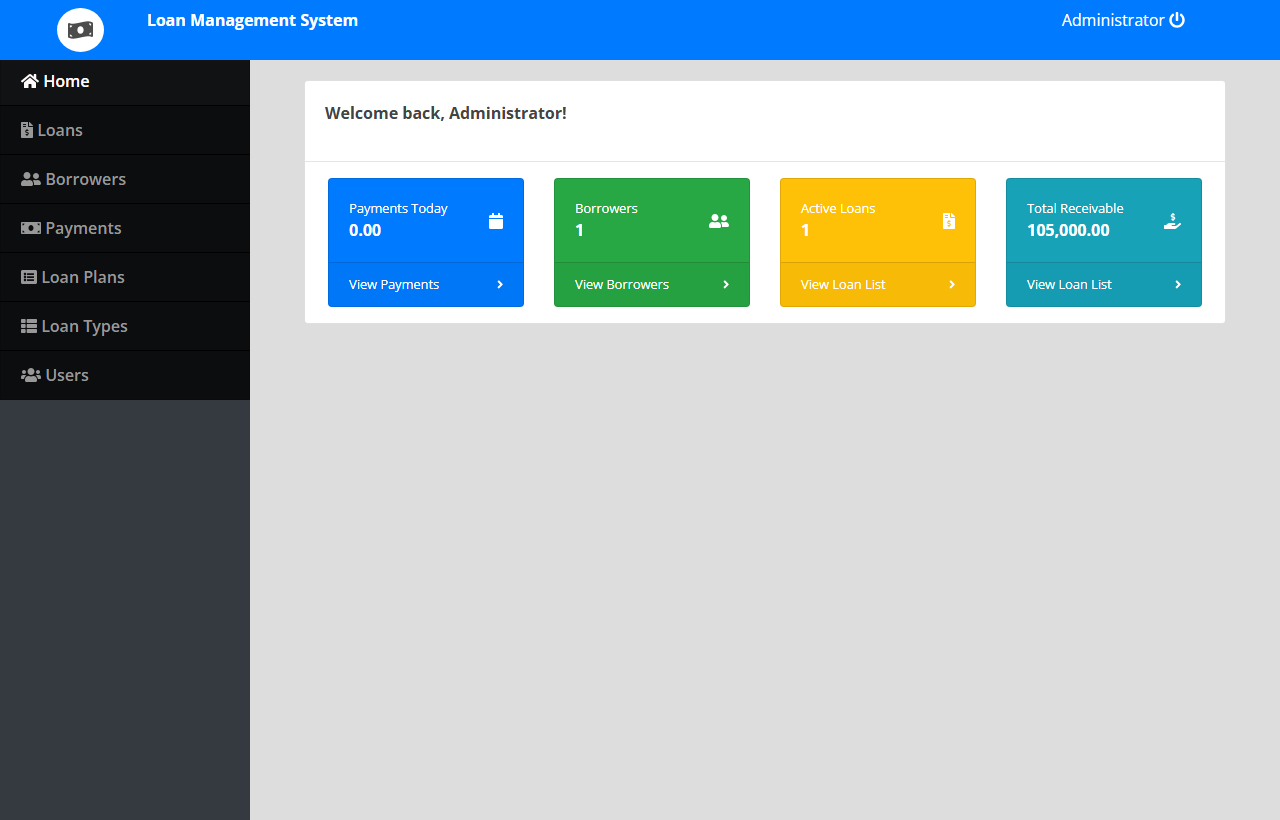 Loan Management System
Administrator
Home
Loans
Borrowers
Payments
Loan Plans
Loan Types
Users
Welcome back, Administrator!
Payments Today
0.00
View Payments
Borrowers
1
View Borrowers
Active Loans
1
View Loan List
Total Receivable
105,000.00
View Loan List